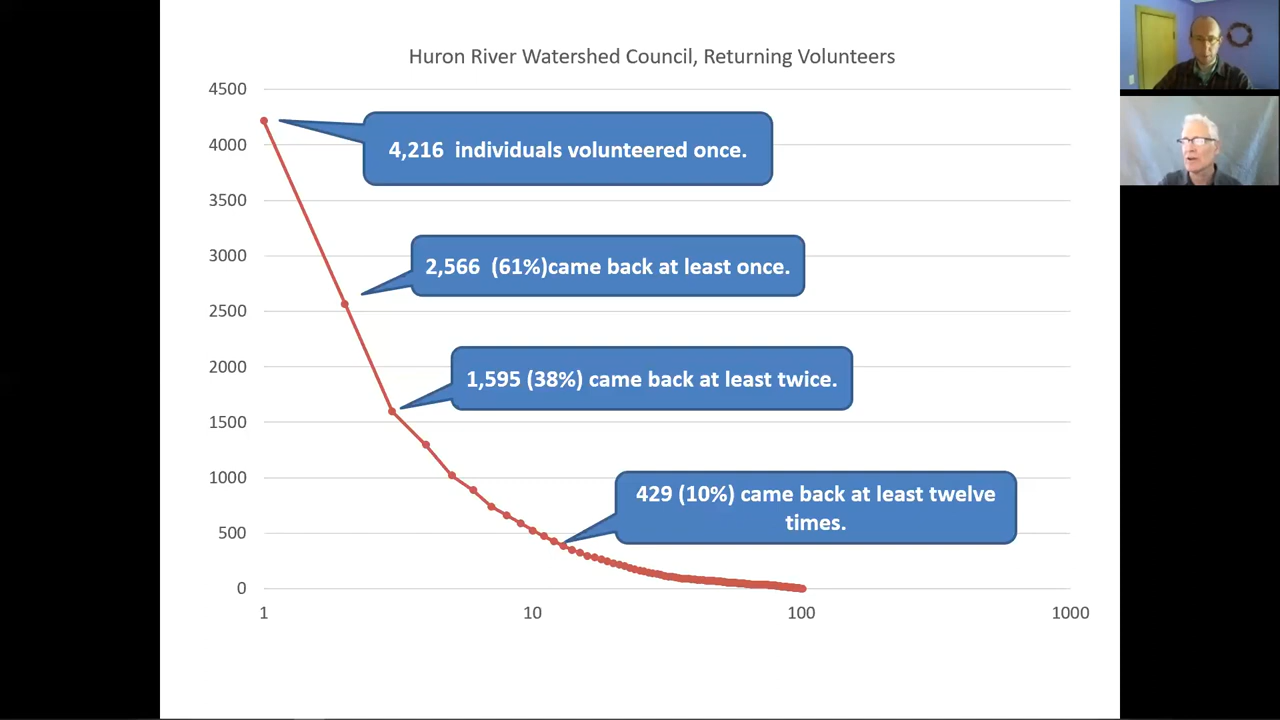 Huron River Watershed Council, Returning Volunteers
4500
4000
3500
3000
2500
2000
1500
1000
500
0
4,216  individuals volunteered once.
2,566  (61%)came back at least once.
1,595 (38%) came back at least twice.
429 (10%) came back at least twelve
times.
1
10
100
1000